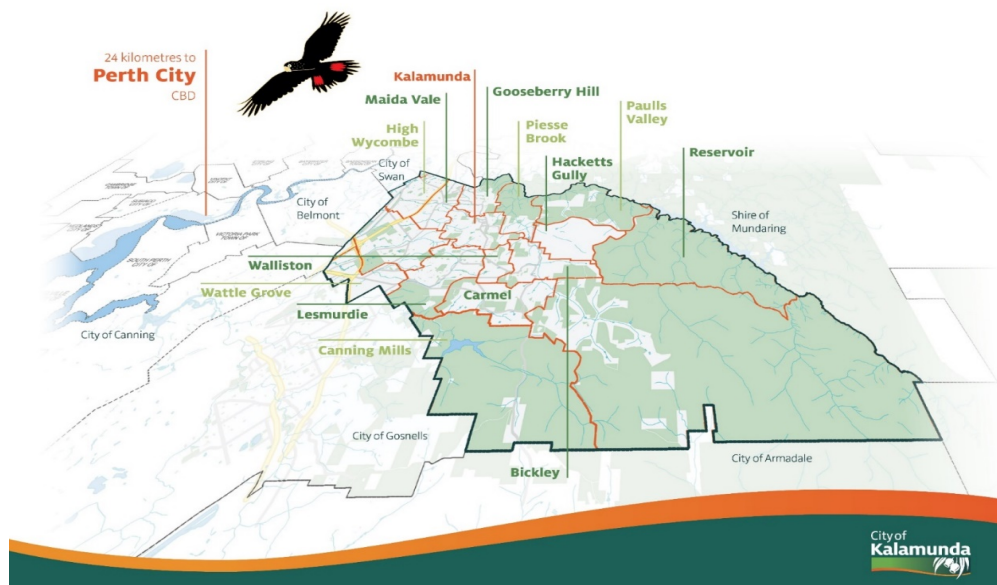 24 kilometres to
Perth City
CBD
Kalamunda
Gooseberry Hill
Maida Vale
Paulls
Valley
High
Wycombe
Piesse
Brook
Hacketts
Gully
Reservoir
City of
Swan
City of
Belmont
Shire of
Mundaring
Walliston
Wattle Grove
Carmel
Lesmurdie
City of Canning
Canning Mills
City of Gosnells
City of Armadale
Bickley
City of
Kalamunda